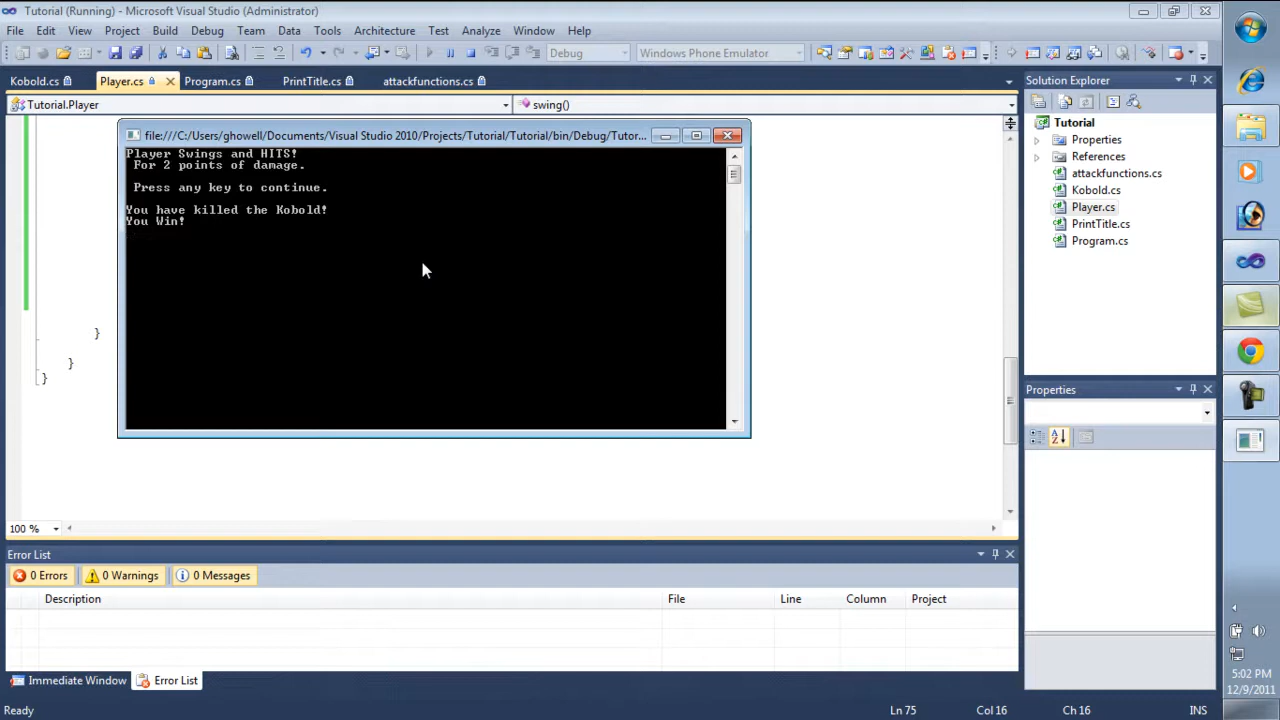 Tutorial (Running) - Microsoft Visual Studio (Administrator)
File Edit View Project Build Debug Team Data Tools Architecture Test Analyze Window Help
Debug Windows Phone Emulator
Kobold.cs Player.cs Program.cs PrintTitle.cs attackfunctions.cs
Tutorial.Player swing()
file:///C:/Users/ghowell/Documents/Visual Studio 2010/Projects/Tutorial/Tutorial/bin/Debug/Tutor...
Player Swings and HITS!
For 2 points of damage.
Press any key to continue.
You have killed the Kobold!
You Win!
}
}
}
100 %
Solution Explorer
Tutorial
Properties
References
attackfunctions.cs
Kobold.cs
Player.cs
PrintTitle.cs
Program.cs
Properties
Error List
0 Errors 0 Warnings 0 Messages
Description File Line Column Project
Immediate Window Error List
Ready Ln 75 Col 16 Ch 16 INS
5:02 PM
12/9/2011